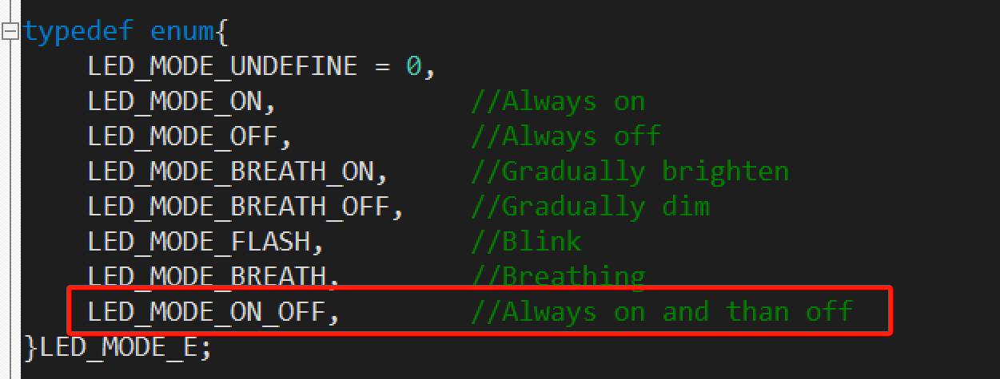 typedef enum{
LED_MODE_UNDEFINE = 0,
LED_MODE_ON, //Always on
LED_MODE_OFF, //Always off
LED_MODE_BREATH_ON, //Gradually brighten
LED_MODE_BREATH_OFF, //Gradually dim
LED_MODE_FLASH, //Blink
LED_MODE_BREATH, //Breathing
LED_MODE_ON_OFF, //Always on and than off
}LED_MODE_E;